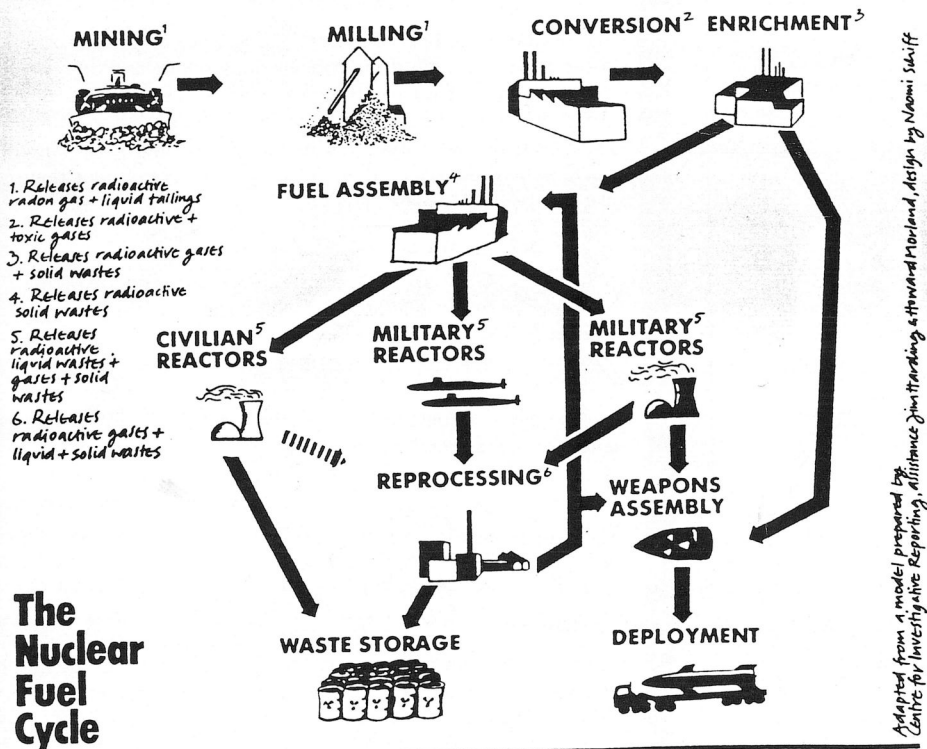 MINING¹
MILLING¹
CONVERSION²
ENRICHMENT³
1. Releases radioactive
radon gas + liquid tailings
2. Releases radioactive +
toxic gases
3. Releases radioactive gases
+ solid wastes
4. Releases radioactive
solid wastes
5. Releases
radioactive
liquid wastes +
gases + solid
wastes
6. Releases
radioactive gases +
liquid + solid wastes
FUEL ASSEMBLY⁴
CIVILIAN⁵
REACTORS
MILITARY⁵
REACTORS
MILITARY⁵
REACTORS
REPROCESSING⁶
WEAPONS
ASSEMBLY
WASTE STORAGE
DEPLOYMENT
The
Nuclear
Fuel
Cycle
Adapted from a model prepared by:
Centre for Investigative Reporting, assistance Jim Harding & Howard Morland, design by Naomi Schiff